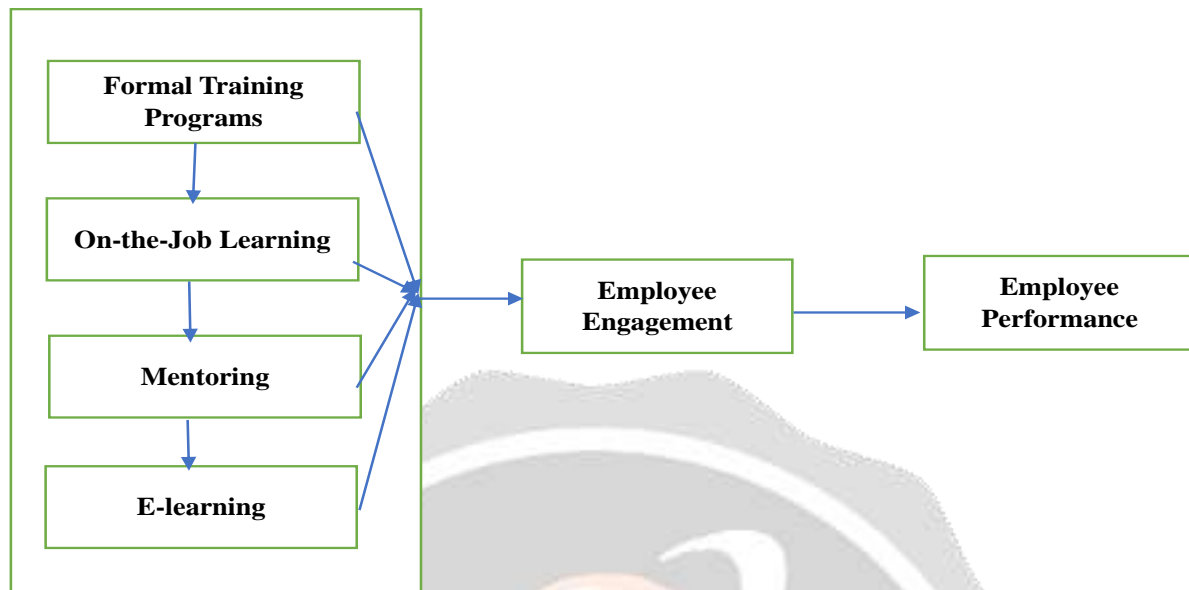 Formal Training
Programs
On-the-Job Learning
Mentoring
E-learning
Employee
Engagement
Employee
Performance